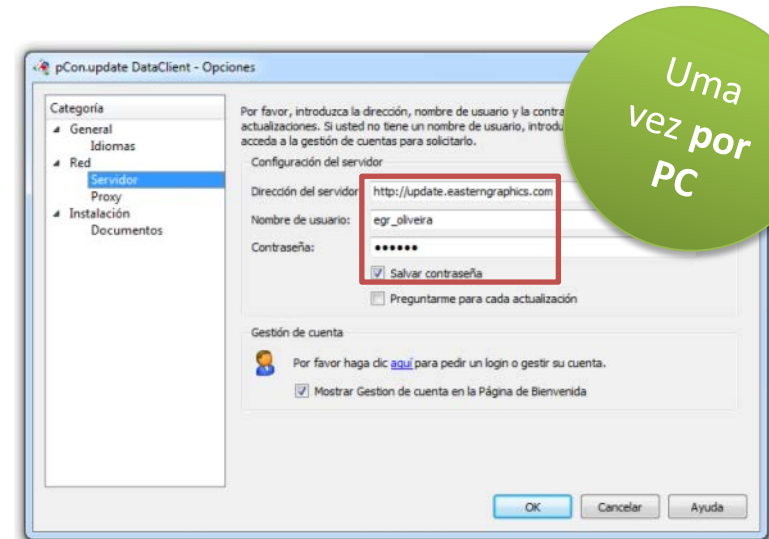 pCon.update DataClient - Opciones
Uma
vez por
PC
Categoría
General
Idiomas
Red
Servidor
Proxy
Instalación
Documentos
Por favor, introduzca la dirección, nombre de usuario y la
actualizaciones. Si usted no tiene un nombre de usuario,
acceda a la gestión de cuentas para solicitarlo.
Configuración del servidor
Dirección del servidor http://update.easterngraphics.com
Nombre de usuario: egr_oliveira
Contraseña: ••••••
Salvar contraseña
Preguntarme para cada actualización
Gestión de cuenta
Por favor haga clic aquí para pedir un login o gestir su cuenta.
Mostrar Gestion de cuenta en la Página de Bienvenida
OK Cancelar Ayuda